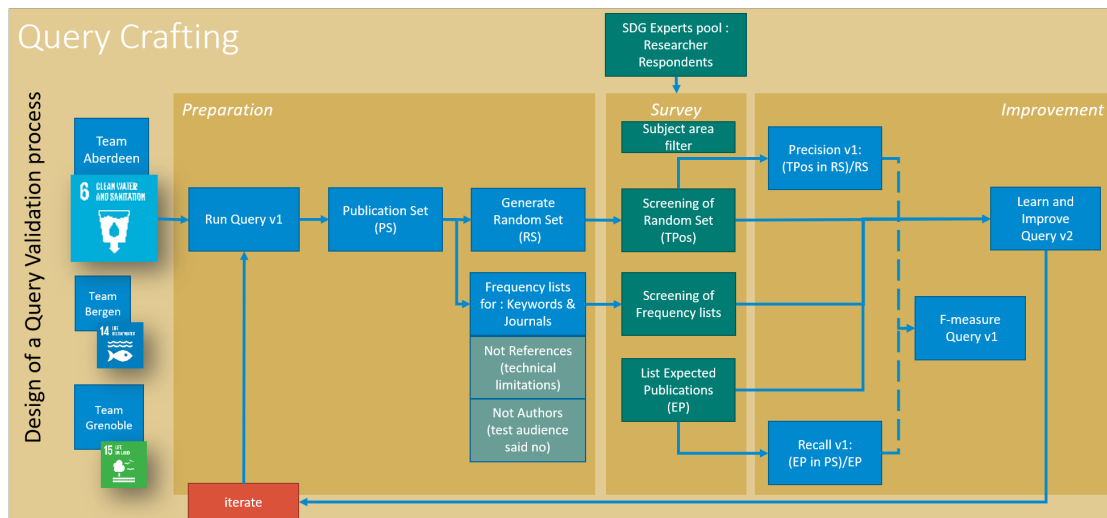 Query Crafting
Design of a Query Validation process
SDG Experts pool :
Researcher
Respondents
Preparation
Survey
Improvement
Team
Aberdeen
6 CLEAN WATER
AND SANITATION
Team
Bergen
14 LIFE
BELOW WATER
Team
Grenoble
15 LIFE
ON LAND
Run Query v1
Publication Set
(PS)
Generate
Random Set
(RS)
Frequency lists
for : Keywords &
Journals
Not References
(technical
limitations)
Not Authors
(test audience
said no)
Subject area
filter
Screening of
Random Set
(TPos)
Screening of
Frequency lists
List Expected
Publications
(EP)
Precision v1:
(TPos in RS)/RS
Recall v1:
(EP in PS)/EP
Learn and
Improve
Query v2
F-measure
Query v1
iterate